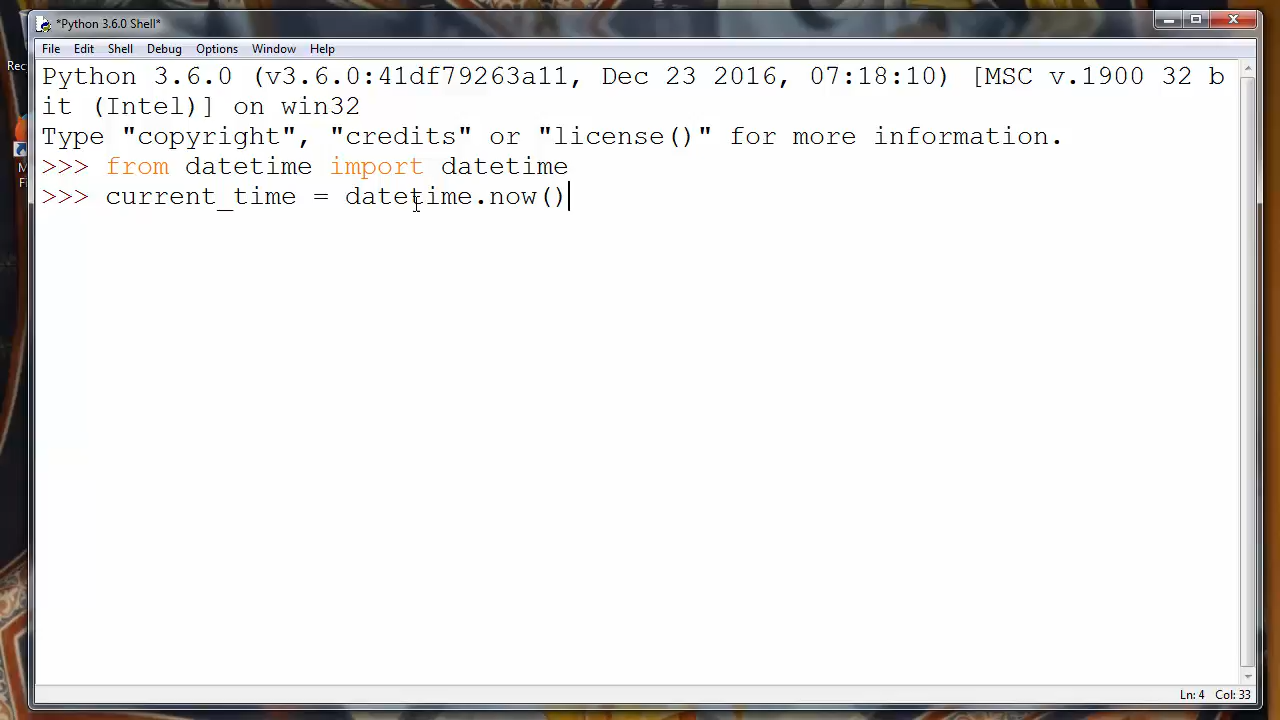 *Python 3.6.0 Shell*
File Edit Shell Debug Options Window Help
Python 3.6.0 (v3.6.0:41df79263a11, Dec 23 2016, 07:18:10) [MSC v.1900 32 b
it (Intel)] on win32
Type "copyright", "credits" or "license()" for more information.
>>> from datetime import datetime
>>> current_time = datetime.now()
Ln: 4 Col: 33